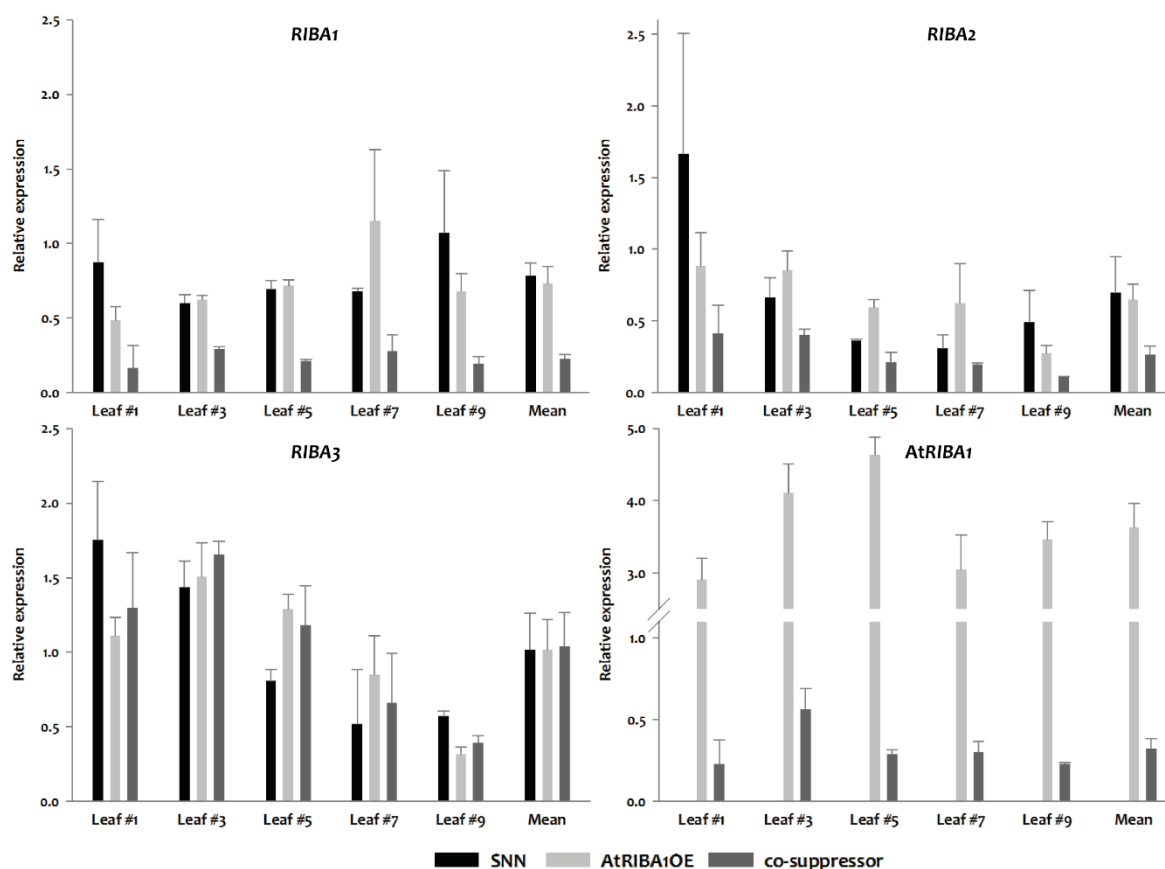 RIBA1
Relative expression
2.5
2.0
1.5
1.0
0.5
0.0
Leaf #1 Leaf #3 Leaf #5 Leaf #7 Leaf #9 Mean
RIBA2
Relative expression
2.5
2.0
1.5
1.0
0.5
0.0
Leaf #1 Leaf #3 Leaf #5 Leaf #7 Leaf #9 Mean
RIBA3
Relative expression
2.5
2.0
1.5
1.0
0.5
0.0
Leaf #1 Leaf #3 Leaf #5 Leaf #7 Leaf #9 Mean
AtRIBA1
Relative expression
5.0
4.0
3.0
1.0
0.5
0.0
Leaf #1 Leaf #3 Leaf #5 Leaf #7 Leaf #9 Mean
SNN AtRIBA1OE co-suppressor